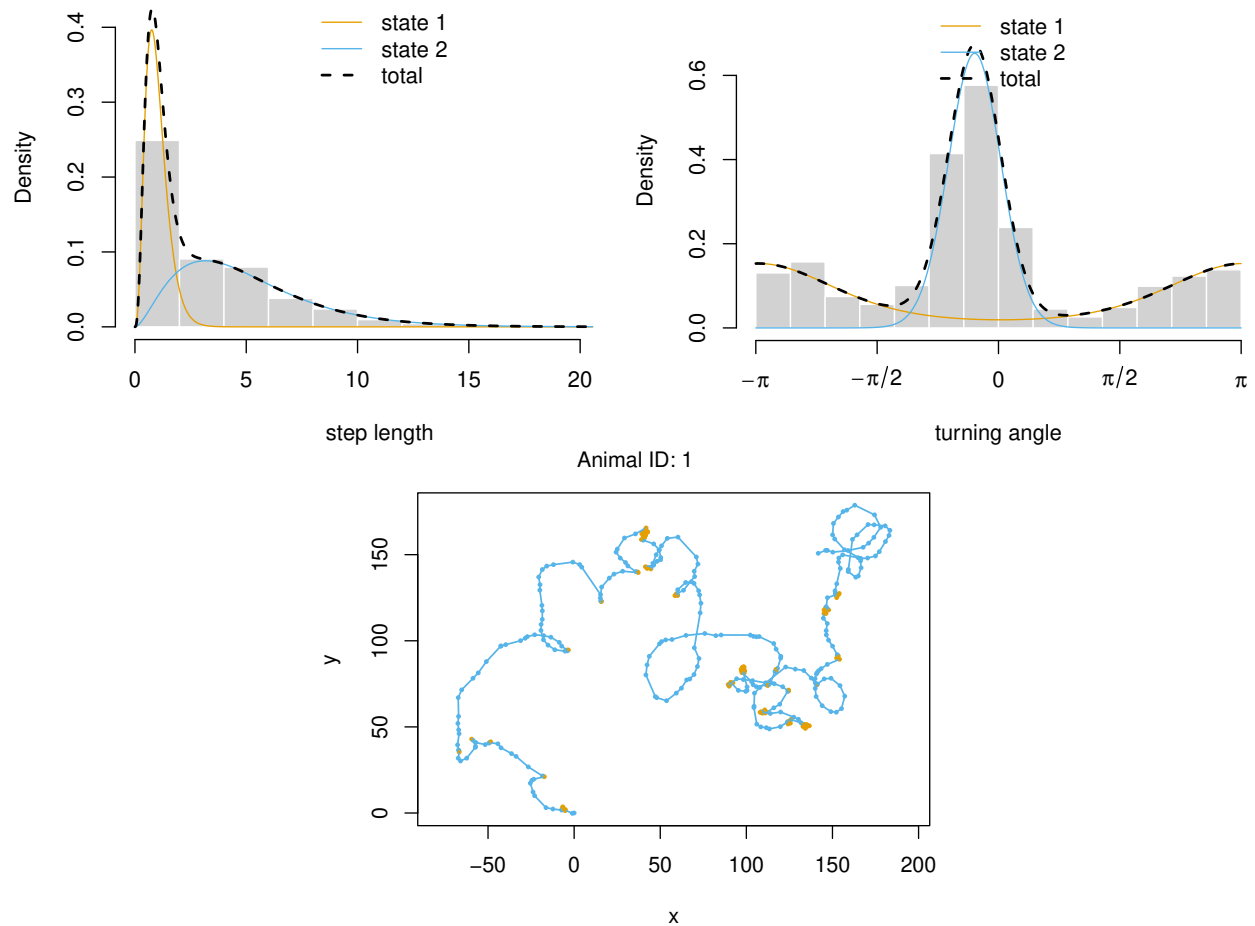 state 1
state 2
total
Density
0.0 0.1 0.2 0.3 0.4
0 5 10 15 20
step length
state 1
state 2
total
Density
0.0 0.2 0.4 0.6
−π −π/2 0 π/2 π
turning angle
Animal ID: 1
y
0 50 100 150
−50 0 50 100 150 200
x